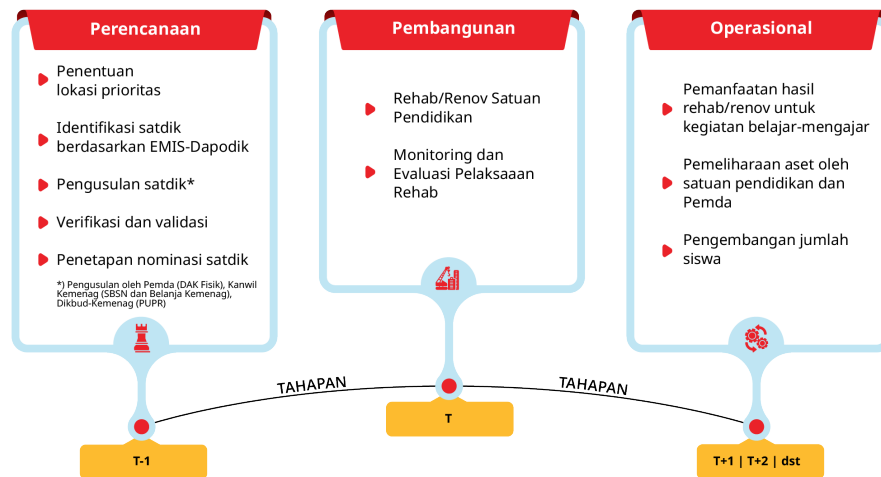 Perencanaan
Penentuan
lokasi prioritas
Identifikasi satdik
berdasarkan EMIS-Dapodik
Pengusulan satdik*
Verifikasi dan validasi
Penetapan nominasi satdik
*) Pengusulan oleh Pemda (DAK Fisik), Kanwil
Kemenag (SBSN dan Belanja Kemenag),
Dikbud-Kemenag (PUPR)
Pembangunan
Rehab/Renov Satuan
Pendidikan
Monitoring dan
Evaluasi Pelaksaaan
Rehab
Operasional
Pemanfaatan hasil
rehab/renov untuk
kegiatan belajar-mengajar
Pemeliharaan aset oleh
satuan pendidikan dan
Pemda
Pengembangan jumlah
siswa
TAHAPAN
TAHAPAN
T-1
T
T+1 | T+2 | dst